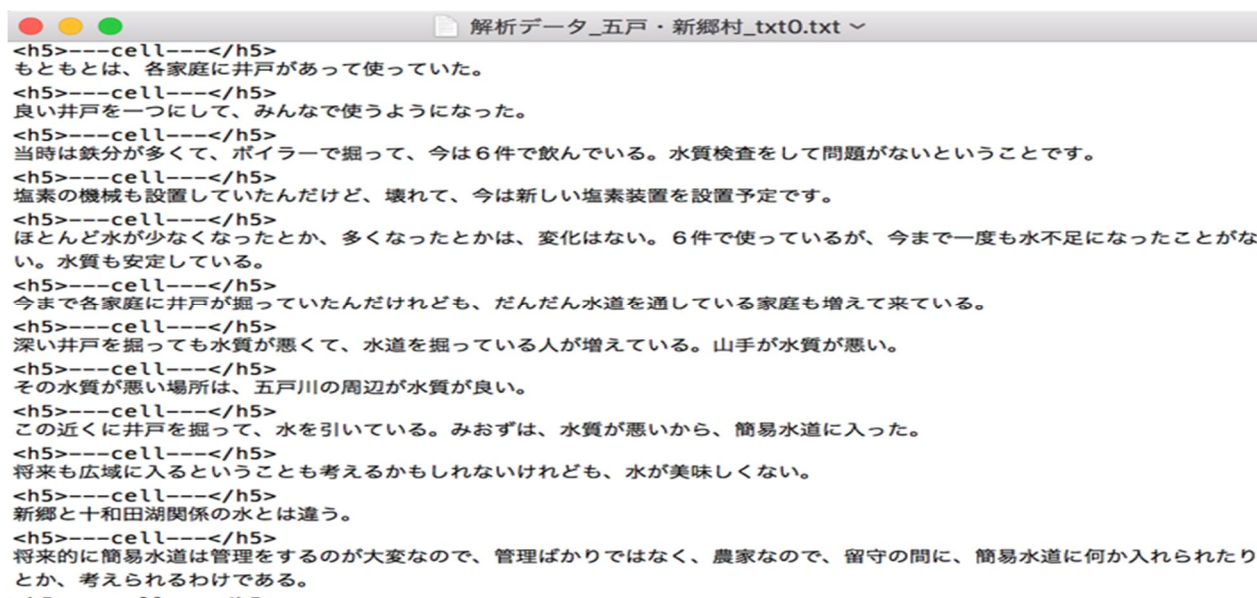 解析データ_五戸・新郷村_txt0.txt
<h5>---cell---</h5>
もともとは、各家庭に井戸があって使っていた。
<h5>---cell---</h5>
良い井戸を一つにして、みんなで使うようになった。
<h5>---cell---</h5>
当時は鉄分が多くて、ボイラーで掘って、今は６件で飲んでいる。水質検査をして問題がないということです。
<h5>---cell---</h5>
塩素の機械も設置していたんだけど、壊れて、今は新しい塩素装置を設置予定です。
<h5>---cell---</h5>
ほとんど水が少なくなったとか、多くなったとかは、変化はない。６件で使っているが、今まで一度も水不足になったことがな
い。水質も安定している。
<h5>---cell---</h5>
今まで各家庭に井戸が掘っていたんだけれども、だんだん水道を通している家庭も増えて来ている。
<h5>---cell---</h5>
深い井戸を掘っても水質が悪くて、水道を掘っている人が増えている。山手が水質が悪い。
<h5>---cell---</h5>
その水質が悪い場所は、五戸川の周辺が水質が良い。
<h5>---cell---</h5>
この近くに井戸を掘って、水を引いている。みおずは、水質が悪いから、簡易水道に入った。
<h5>---cell---</h5>
将来も広域に入るということも考えるかもしれないけれども、水が美味しくない。
<h5>---cell---</h5>
新郷と十和田湖関係の水とは違う。
<h5>---cell---</h5>
将来的に簡易水道は管理をするのが大変なので、管理ばかりではなく、農家なので、留守の間に、簡易水道に何か入れられたり
とか、考えられるわけである。